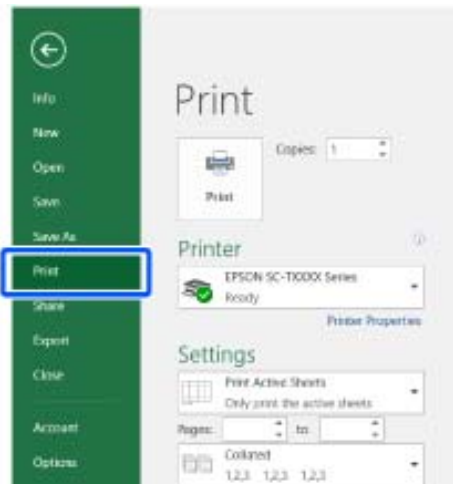 Info
New
Open
Save
Save As
Print
Share
Export
Close
Account
Options
Print
Copies: 1
Print
Printer
EPSON SC-TXXXX Series
Ready
Printer Properties
Settings
Print Active Sheets
Only print the active sheets
Pages: to
Collated
1,2,3 1,2,3 1,2,3